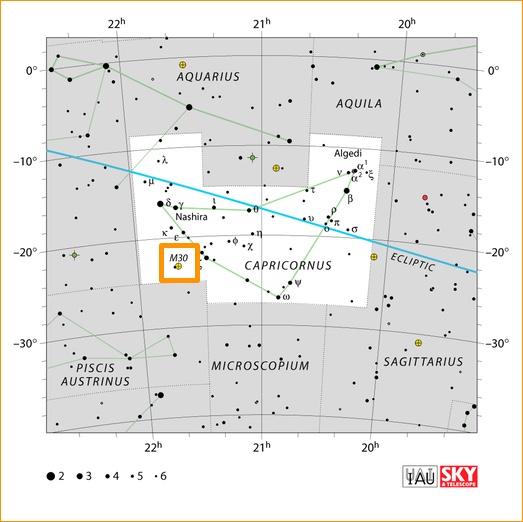 22h 21h 20h
AQUARIUS
0° 0°
AQUILA
Algedi
−10° −10°
λ ν α¹
α² ξ
μ τ β
δ γ ι θ ρ
Nashira υ π
ο σ
κ ε η
φ χ
−20° −20°
M30 ζ
CAPRICORNUS ECLIPTIC
ψ
ω
−30° −30°
PISCIS AUSTRINUS
MICROSCOPIUM
SAGITTARIUS
22h 21h 20h
2 3 4 5 6
IAU SKY
& TELESCOPE